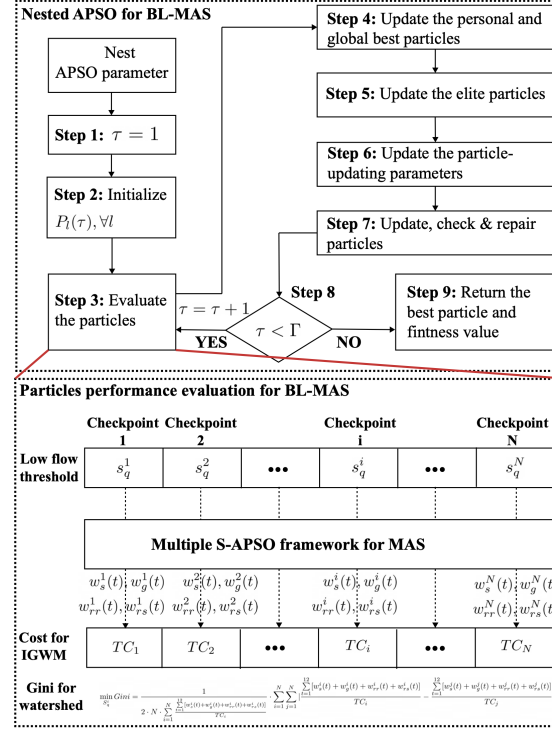 Nested APSO for BL-MAS
Nest
APSO parameter
Step 1: τ = 1
Step 2: Initialize
P_l(τ), ∀l
Step 3: Evaluate
the particles
Step 4: Update the personal and
global best particles
Step 5: Update the elite particles
Step 6: Update the particle-
updating parameters
Step 7: Update, check & repair
particles
Step 8
τ < Γ
τ = τ + 1
YES
NO
Step 9: Return the
best particle and
fintness value
Particles performance evaluation for BL-MAS
Checkpoint
1
Checkpoint
2
Checkpoint
i
Checkpoint
N
Low flow
threshold
s_q^1
s_q^2
•••
s_q^i
•••
s_q^N
Multiple S-APSO framework for MAS
w_s^1(t), w_g^1(t)
w_rr^1(t), w_rs^1(t)
w_s^2(t), w_g^2(t)
w_rr^2(t), w_rs^2(t)
w_s^i(t), w_g^i(t)
w_rr^i(t), w_rs^i(t)
w_s^N(t), w_g^N(t)
w_rr^N(t), w_rs^N(t)
Cost for
IGWM
TC_1
TC_2
•••
TC_i
•••
TC_N
Gini for
watershed